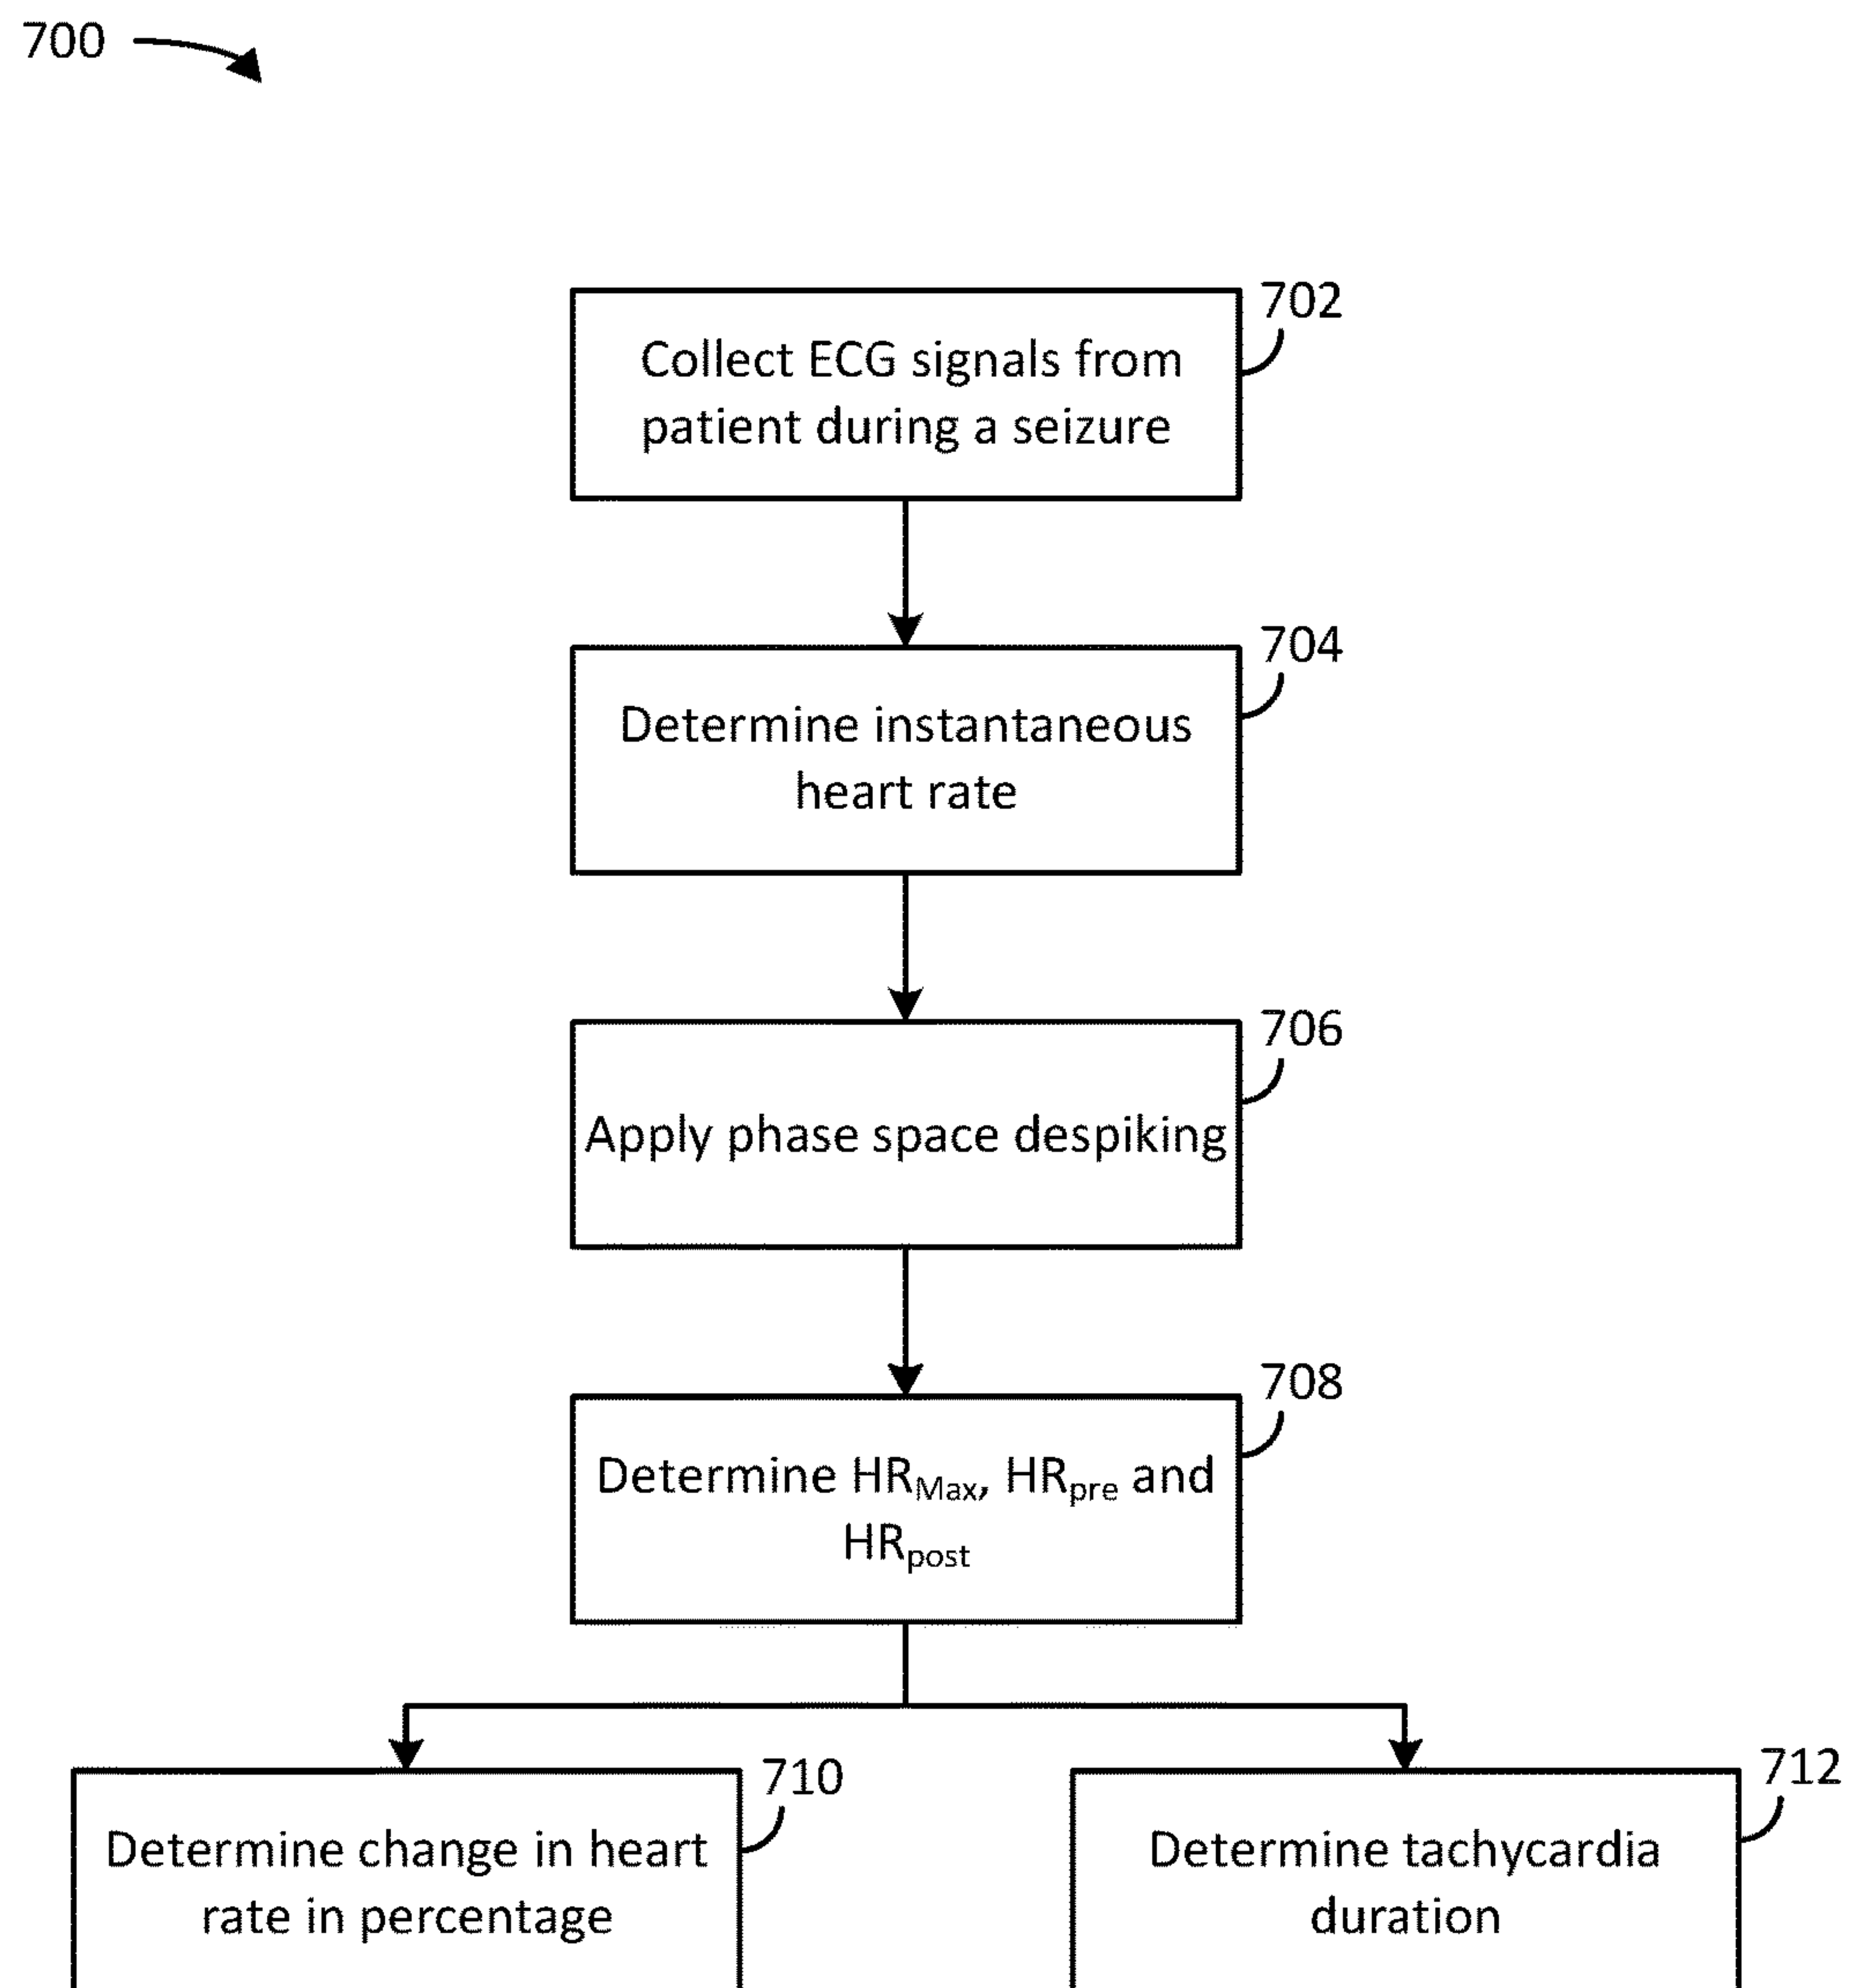 700
702
Collect ECG signals from
patient during a seizure
704
Determine instantaneous
heart rate
706
Apply phase space despiking
708
Determine HRMax, HRpre and
HRpost
710
Determine change in heart
rate in percentage
712
Determine tachycardia
duration